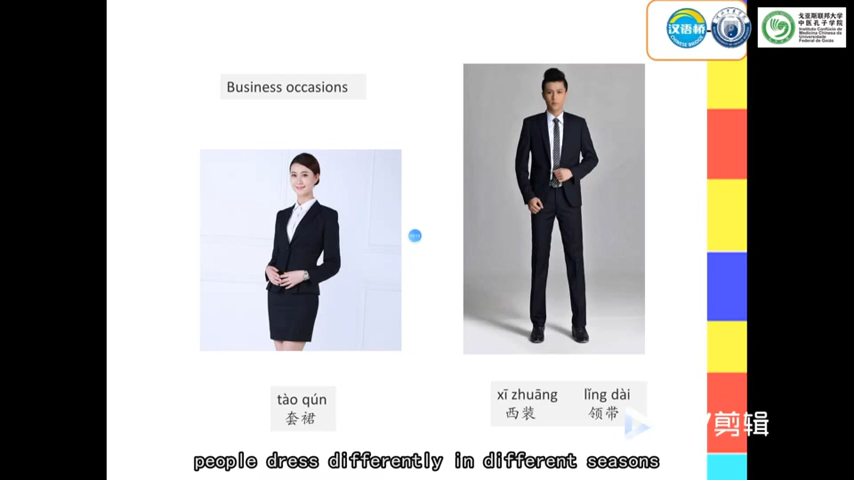 汉语桥
CHINESE BRIDGE
戈亚斯联邦大学
中医孔子学院
Instituto Confúcio de
Medicina Chinesa da
Universidade
Federal de Goiás
Business occasions
tào qún
套裙
xī zhuāng lǐng dài
西装 领带
剪辑
people dress differently in different seasons